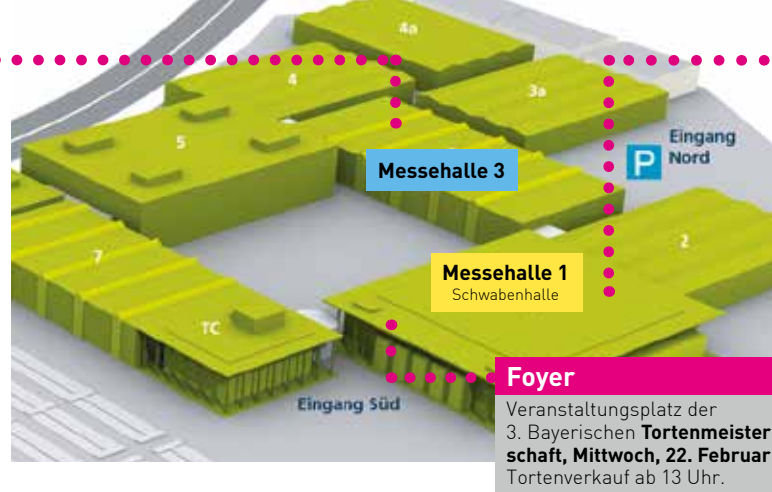 4a
4
3a
5
Eingang
Nord
P
Messehalle 3
7
2
Messehalle 1
Schwabenhalle
TC
Foyer
Eingang Süd
Veranstaltungsplatz der
3. Bayerischen Tortenmeister
schaft, Mittwoch, 22. Februar
Tortenverkauf ab 13 Uhr.